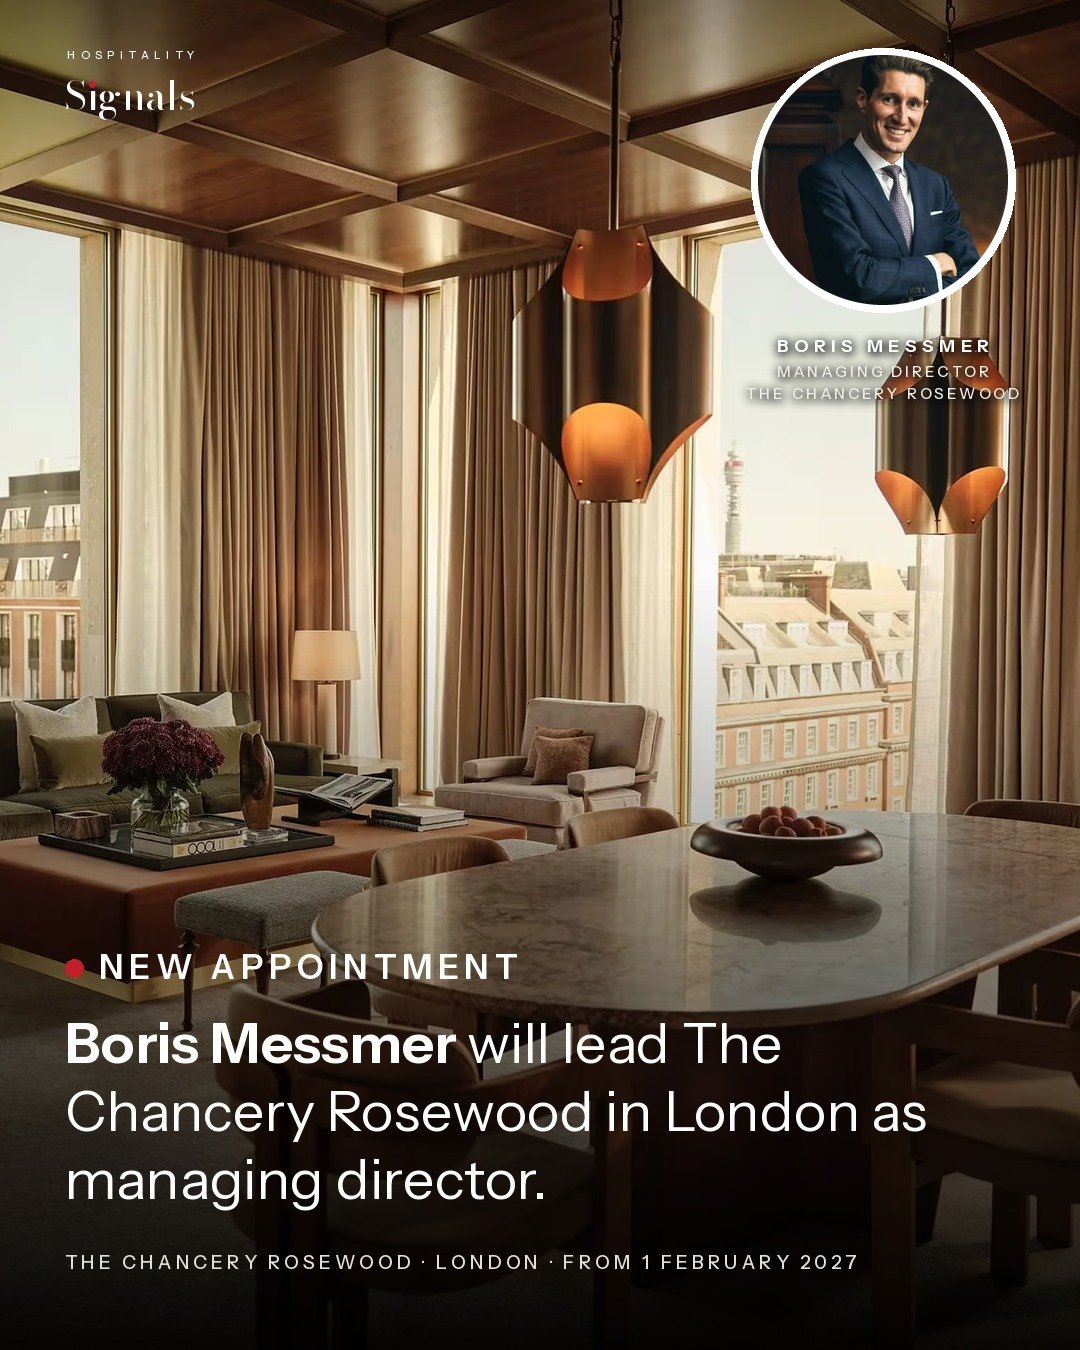 HOSPITALITY
Signals
BORIS MESSMER
MANAGING DIRECTOR
THE CHANCERY ROSEWOOD
NEW APPOINTMENT
Boris Messmer will lead The
Chancery Rosewood in London as
managing director.
THE CHANCERY ROSEWOOD · LONDON · FROM 1 FEBRUARY 2027